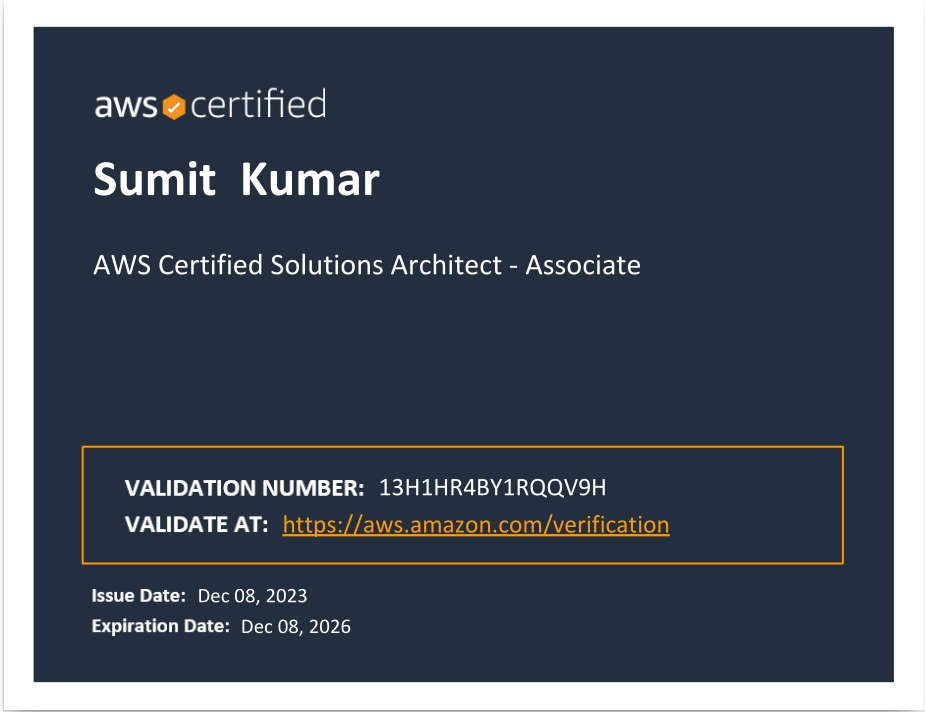 aws certified
Sumit Kumar
AWS Certified Solutions Architect - Associate
VALIDATION NUMBER: 13H1HR4BY1RQQV9H
VALIDATE AT: https://aws.amazon.com/verification
Issue Date: Dec 08, 2023
Expiration Date: Dec 08, 2026